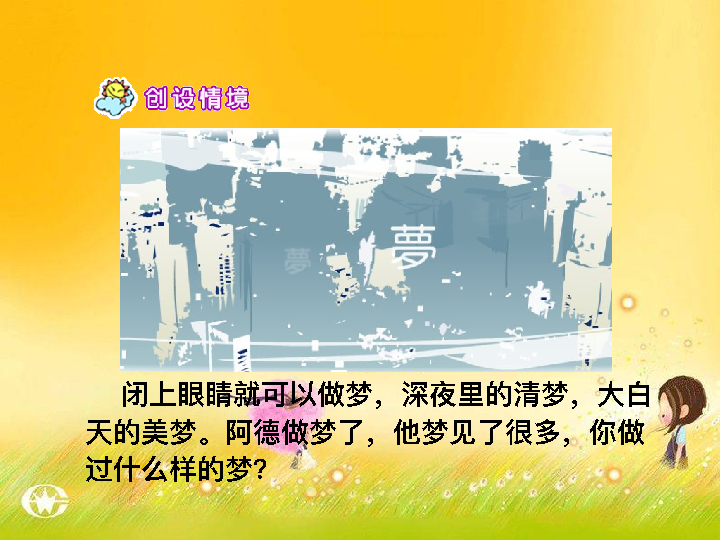 创设情境
夢
夢
闭上眼睛就可以做梦，深夜里的清梦，大白
天的美梦。阿德做梦了，他梦见了很多，你做
过什么样的梦?